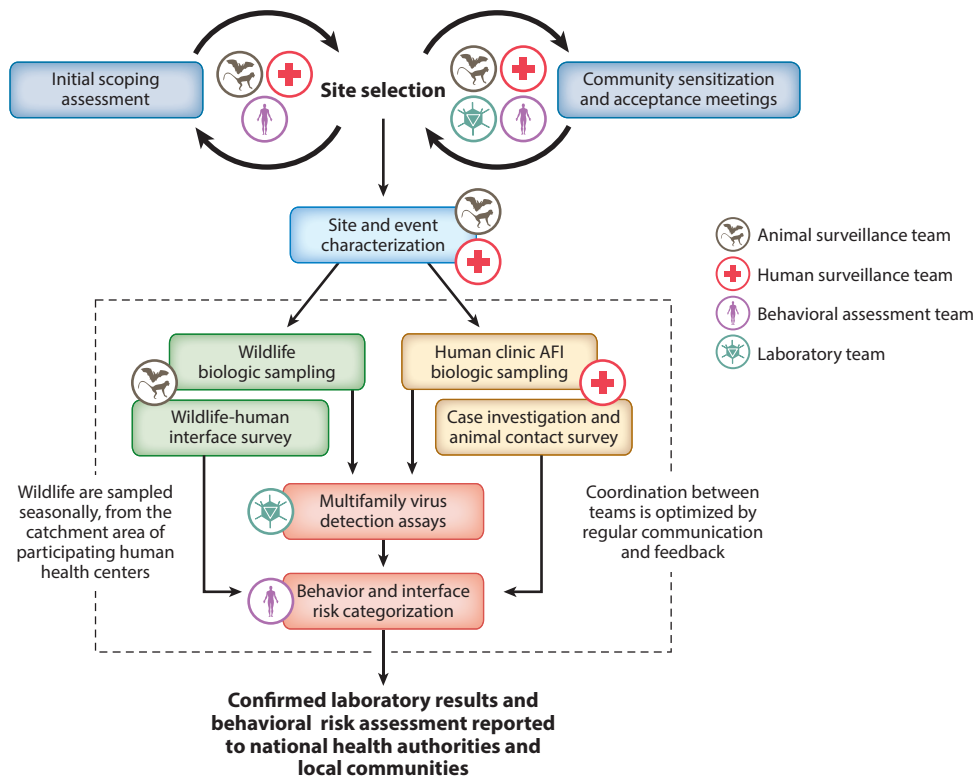 Initial scoping
assessment
Site selection
Community sensitization
and acceptance meetings
Site and event
characterization
Animal surveillance team
Human surveillance team
Behavioral assessment team
Laboratory team
Wildlife
biologic sampling
Human clinic AFI
biologic sampling
Wildlife-human
interface survey
Case investigation and
animal contact survey
Wildlife are sampled
seasonally, from the
catchment area of
participating human
health centers
Multifamily virus
detection assays
Coordination between
teams is optimized by
regular communication
and feedback
Behavior and interface
risk categorization
Confirmed laboratory results and
behavioral risk assessment reported
to national health authorities and
local communities